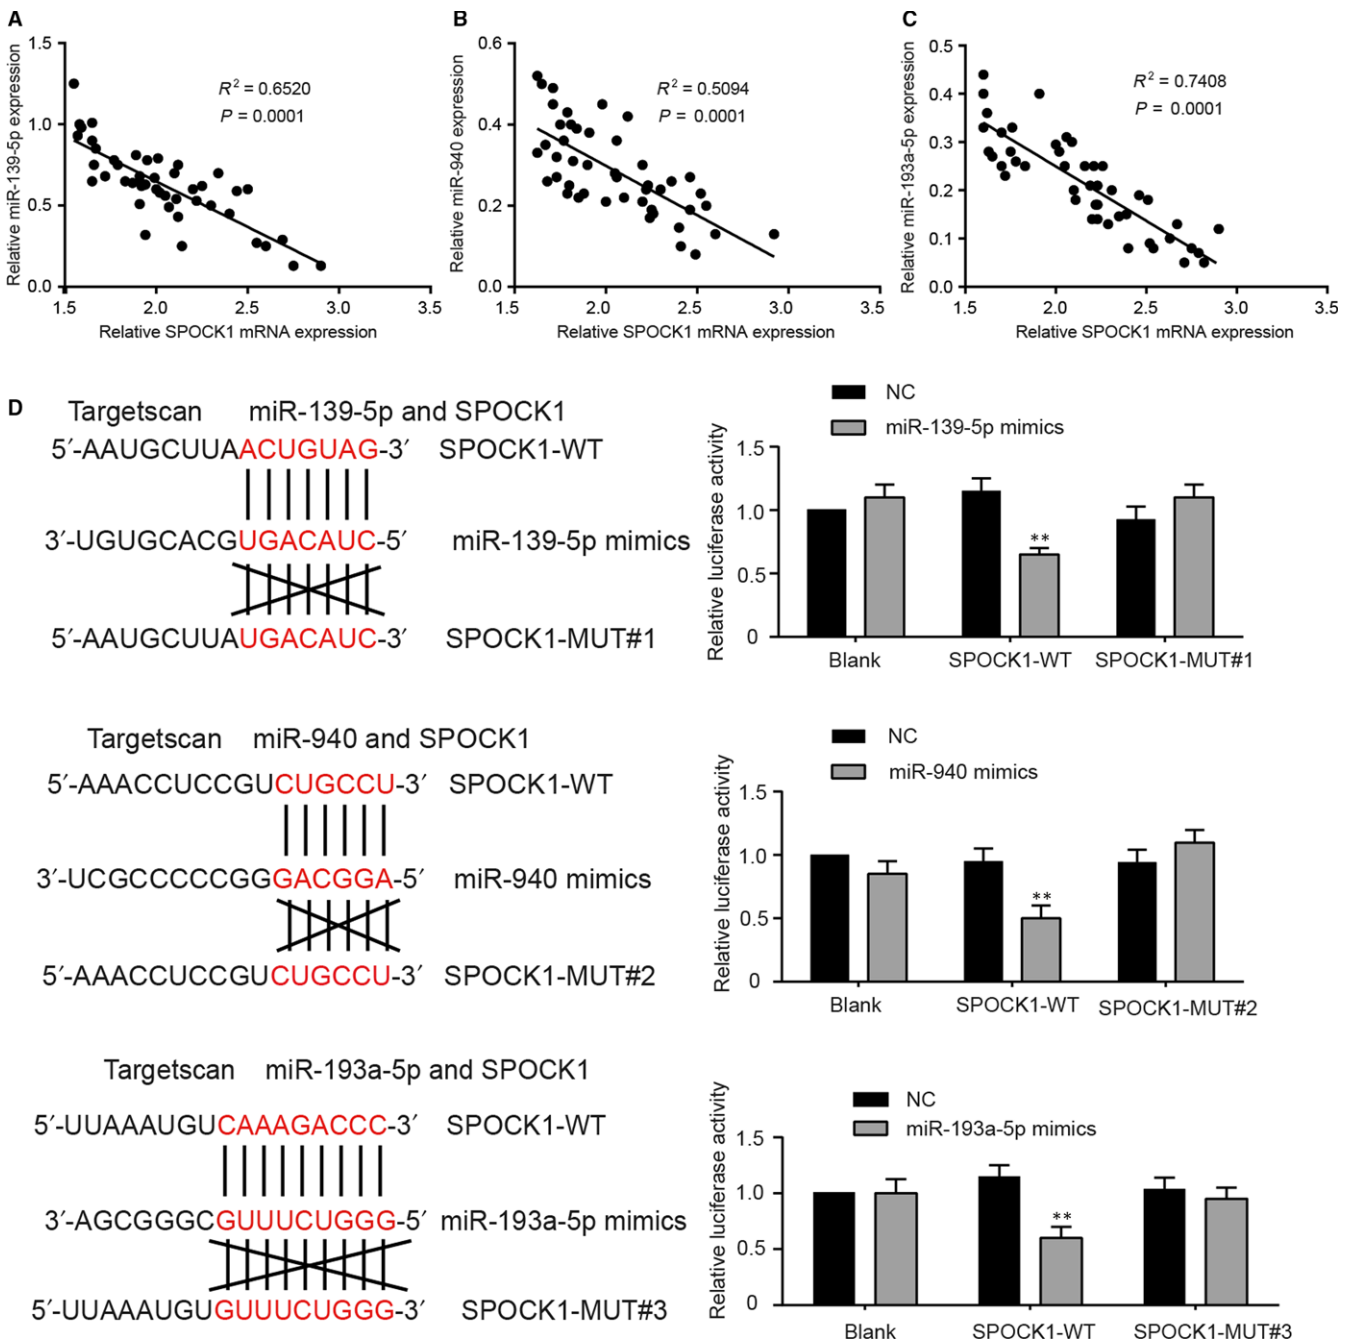 A
Relative miR-139-5p expression
1.5
1.0
0.5
0.0
R² = 0.6520
P = 0.0001
1.5 2.0 2.5 3.0 3.5
Relative SPOCK1 mRNA expression
B
Relative miR-940 expression
0.6
0.4
0.2
0.0
R² = 0.5094
P = 0.0001
1.5 2.0 2.5 3.0 3.5
Relative SPOCK1 mRNA expression
C
Relative miR-193a-5p expression
0.5
0.4
0.3
0.2
0.1
0.0
R² = 0.7408
P = 0.0001
1.5 2.0 2.5 3.0 3.5
Relative SPOCK1 mRNA expression
D
Targetscan miR-139-5p and SPOCK1
5′-AAUGCUUAACUGUAG-3′ SPOCK1-WT
3′-UGUGCACGUGACAUC-5′ miR-139-5p mimics
5′-AAUGCUUAUGACAUC-3′ SPOCK1-MUT#1
NC
miR-139-5p mimics
Relative luciferase activity
1.5
1.0
0.5
0
**
Blank SPOCK1-WT SPOCK1-MUT#1
Targetscan miR-940 and SPOCK1
5′-AAACCUCCGUCUGCCU-3′ SPOCK1-WT
3′-UCGCCCCCGGGACGGA-5′ miR-940 mimics
5′-AAACCUCCGUCUGCCU-3′ SPOCK1-MUT#2
NC
miR-940 mimics
Relative luciferase activity
1.5
1.0
0.5
0
**
Blank SPOCK1-WT SPOCK1-MUT#2
Targetscan miR-193a-5p and SPOCK1
5′-UUAAAUGUCAAAGACCC-3′ SPOCK1-WT
3′-AGCGGGCGUUUCUGGG-5′ miR-193a-5p mimics
5′-UUAAAUGUGUUUCUGGG-3′ SPOCK1-MUT#3
NC
miR-193a-5p mimics
Relative luciferase activity
1.5
1.0
0.5
0
**
Blank SPOCK1-WT SPOCK1-MUT#3